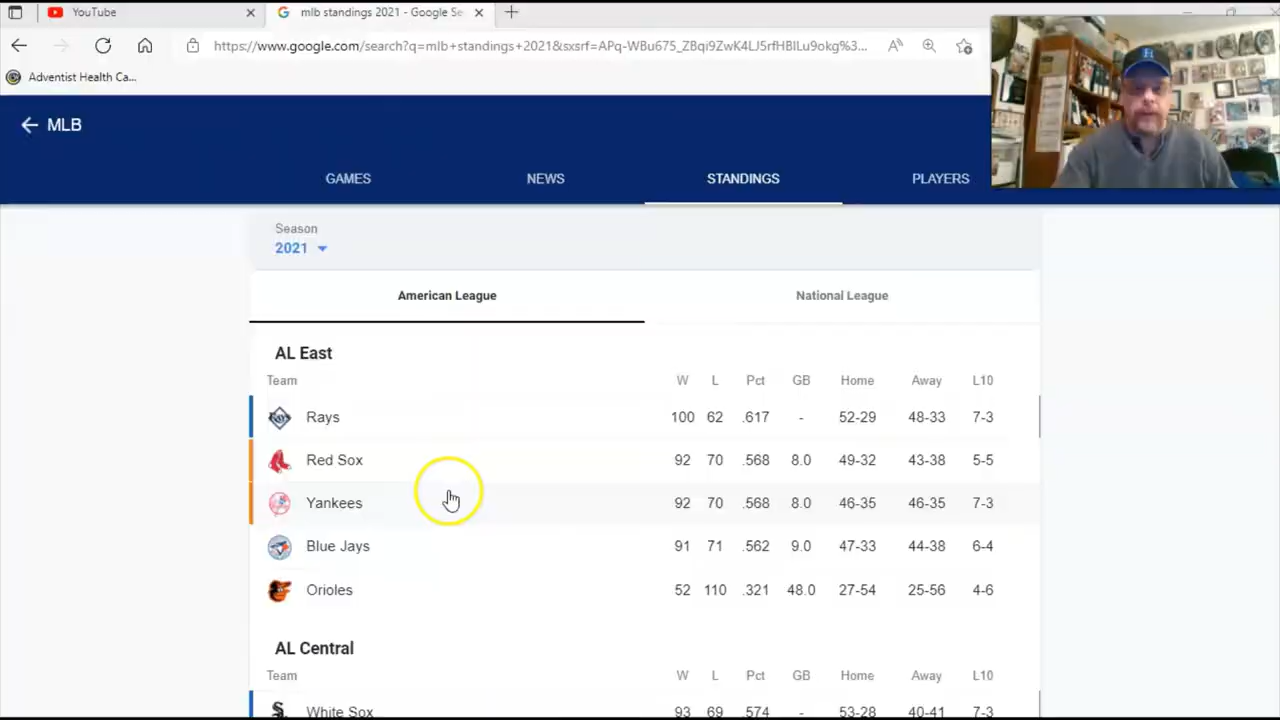 YouTube
mlb standings 2021 - Google Se
https://www.google.com/search?q=mlb+standings+2021&sxsrf=APq-WBu675_ZBqi9ZwK4LJ5rfHBILu9okg%3...
Adventist Health Ca...
MLB
GAMES NEWS STANDINGS PLAYERS
Season
2021
American League National League
AL East
Team W L Pct GB Home Away L10
Rays 100 62 .617 - 52-29 48-33 7-3
Red Sox 92 70 .568 8.0 49-32 43-38 5-5
Yankees 92 70 .568 8.0 46-35 46-35 7-3
Blue Jays 91 71 .562 9.0 47-33 44-38 6-4
Orioles 52 110 .321 48.0 27-54 25-56 4-6
AL Central
Team W L Pct GB Home Away L10
White Sox 93 69 .574 - 53-28 40-41 7-3